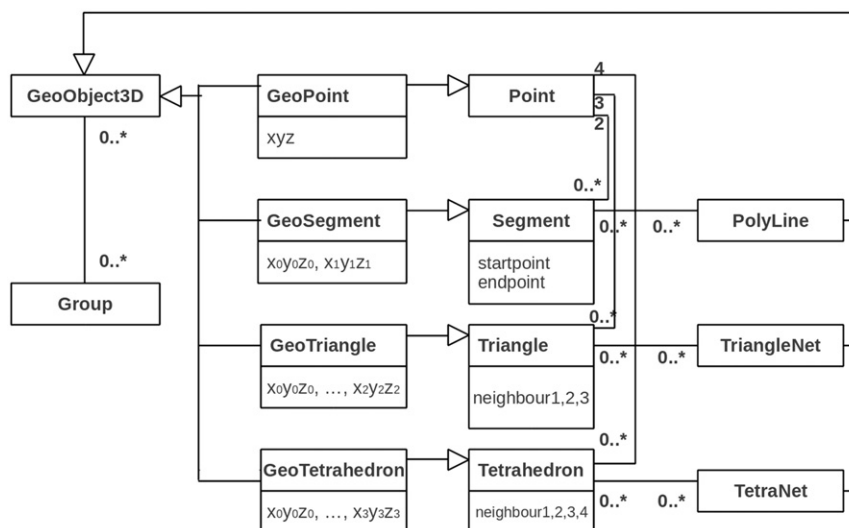 4
GeoObject3D
GeoPoint
Point
3
2
0..*
xyz
0..*
GeoSegment
Segment
PolyLine
0..*
0..*
x0y0z0, x1y1z1
startpoint
endpoint
0..*
Group
0..*
GeoTriangle
Triangle
TriangleNet
0..*
0..*
x0y0z0, ..., x2y2z2
neighbour1,2,3
0..*
GeoTetrahedron
Tetrahedron
TetraNet
0..*
0..*
x0y0z0, ..., x3y3z3
neighbour1,2,3,4